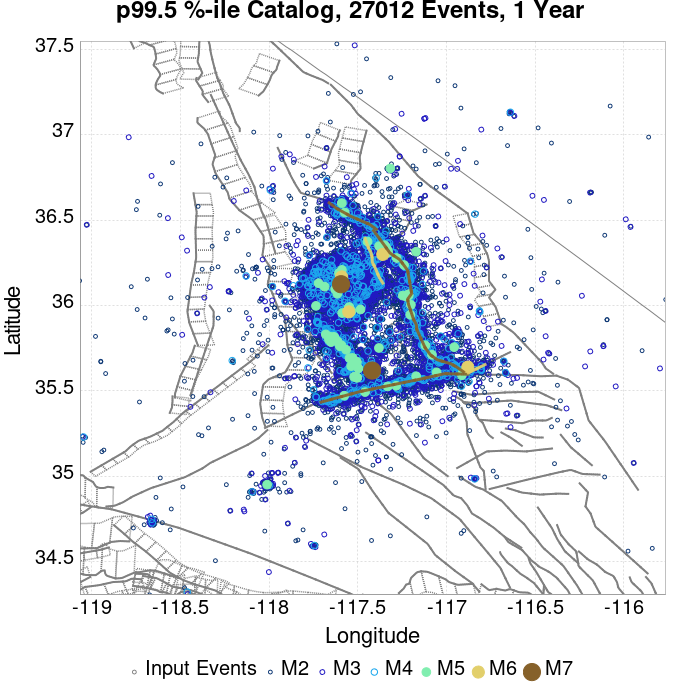 p99.5 %-ile Catalog, 27012 Events, 1 Year
37.5
37
36.5
36
35.5
35
34.5
Latitude
-119 -118.5 -118 -117.5 -117 -116.5 -116
Longitude
Input Events M2 M3 M4 M5 M6 M7